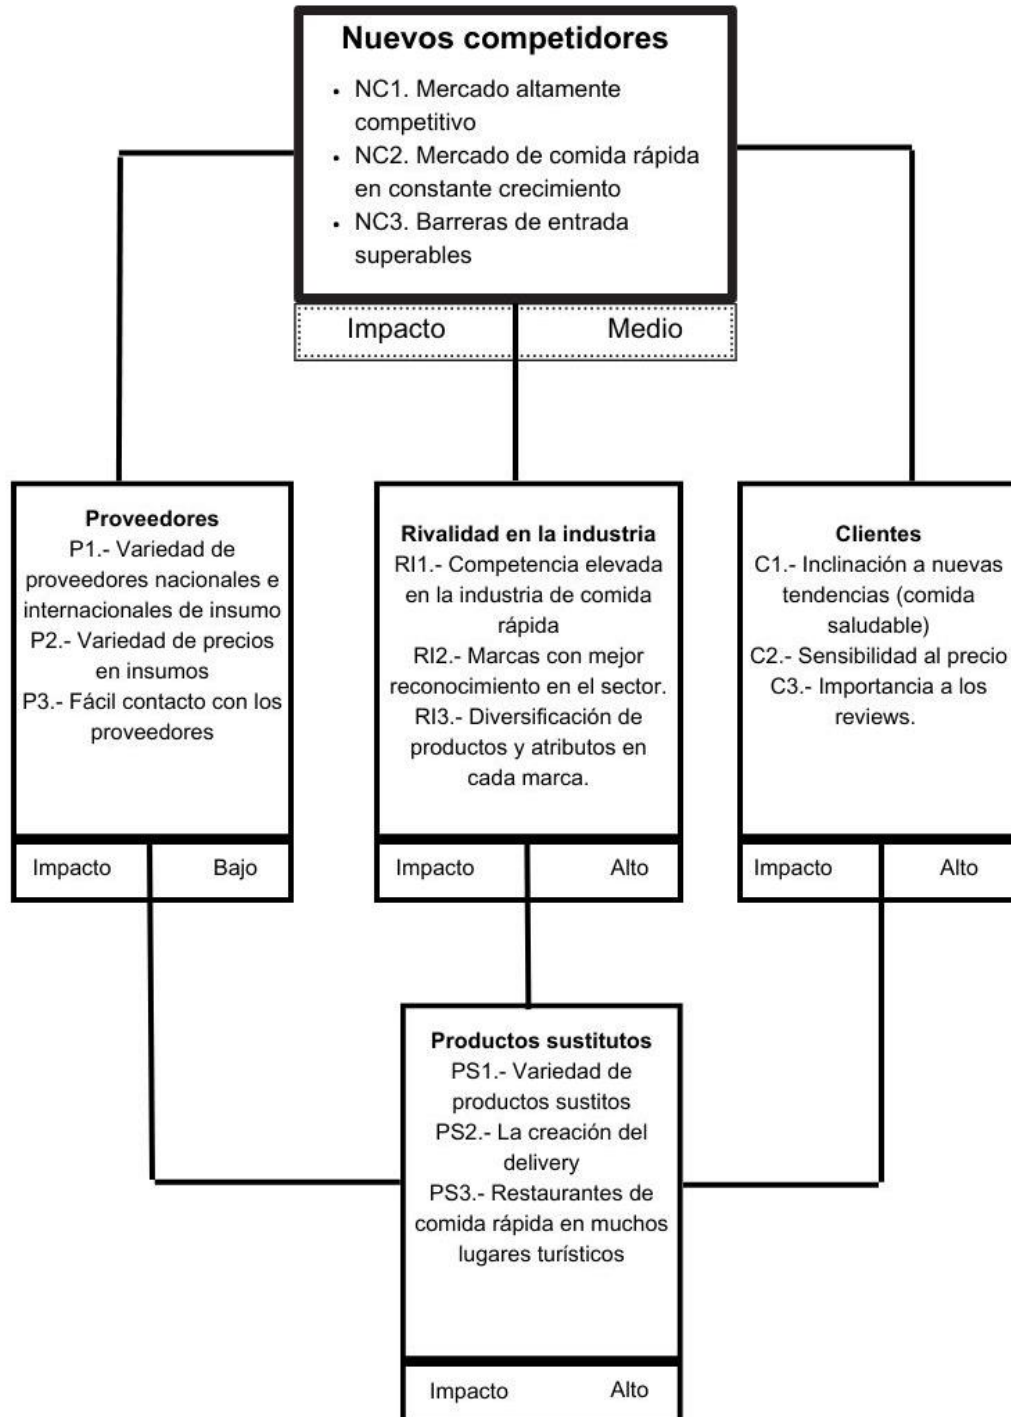 Nuevos competidores
• NC1. Mercado altamente
competitivo
• NC2. Mercado de comida rápida
en constante crecimiento
• NC3. Barreras de entrada
superables
Impacto Medio
Proveedores
P1.- Variedad de
proveedores nacionales e
internacionales de insumo
P2.- Variedad de precios
en insumos
P3.- Fácil contacto con los
proveedores
Impacto Bajo
Rivalidad en la industria
RI1.- Competencia elevada
en la industria de comida
rápida
RI2.- Marcas con mejor
reconocimiento en el sector.
RI3.- Diversificación de
productos y atributos en
cada marca.
Impacto Alto
Clientes
C1.- Inclinación a nuevas
tendencias (comida
saludable)
C2.- Sensibilidad al precio
C3.- Importancia a los
reviews.
Impacto Alto
Productos sustitutos
PS1.- Variedad de
productos sustitos
PS2.- La creación del
delivery
PS3.- Restaurantes de
comida rápida en muchos
lugares turísticos
Impacto Alto